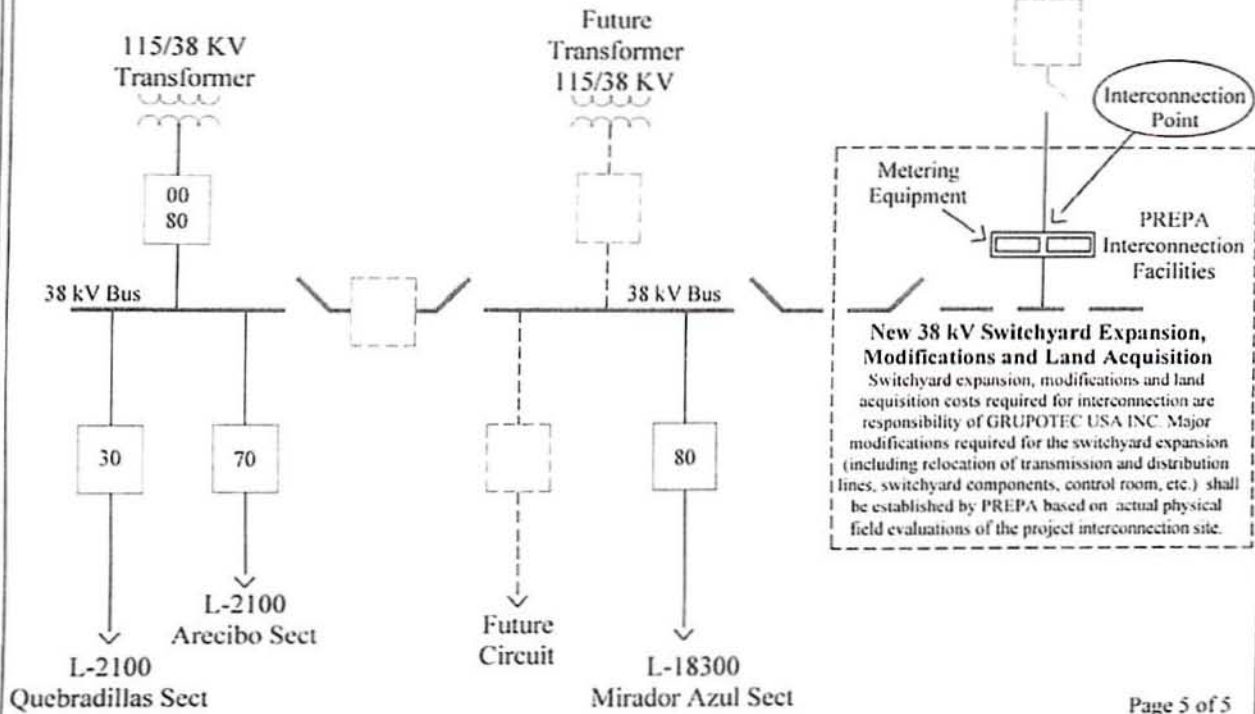 115/38 KV
Transformer
Future
Transformer
115/38 KV
Interconnection
Point
Metering
Equipment
PREPA
Interconnection
Facilities
00
80
38 kV Bus
38 kV Bus
New 38 kV Switchyard Expansion,
Modifications and Land Acquisition
Switchyard expansion, modifications and land
acquisition costs required for interconnection are
responsibility of GRUPOTEC USA INC. Major
modifications required for the switchyard expansion
(including relocation of transmission and distribution
lines, switchyard components, control room, etc.) shall
be established by PREPA based on actual physical
field evaluations of the project interconnection site.
30
70
80
L-2100
Arecibo Sect
Future
Circuit
L-2100
Quebradillas Sect
L-18300
Mirador Azul Sect
Page 5 of 5